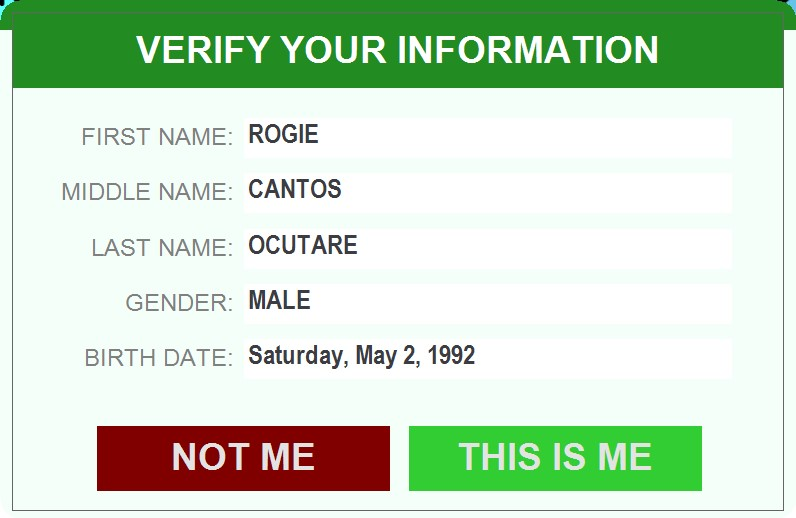 VERIFY YOUR INFORMATION
FIRST NAME: ROGIE
MIDDLE NAME: CANTOS
LAST NAME: OCUTARE
GENDER: MALE
BIRTH DATE: Saturday, May 2, 1992
NOT ME THIS IS ME